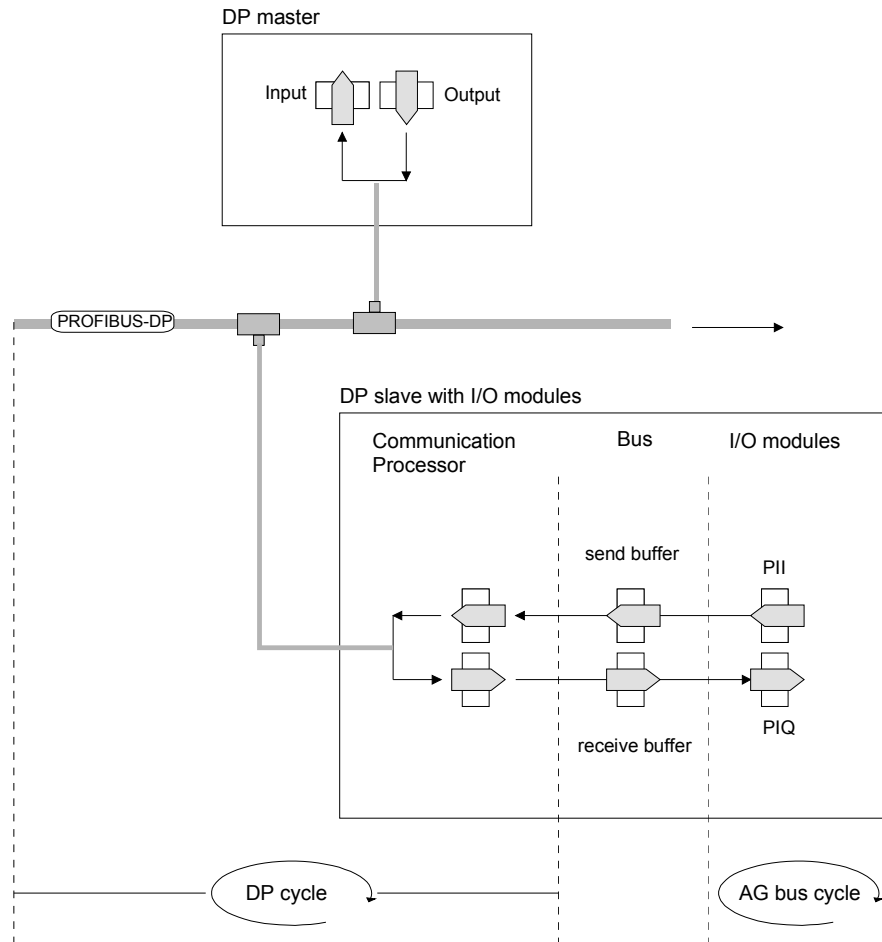 DP master
Input
Output
PROFIBUS-DP
DP slave with I/O modules
Communication
Processor
Bus
I/O modules
send buffer
PII
receive buffer
PIQ
DP cycle
AG bus cycle